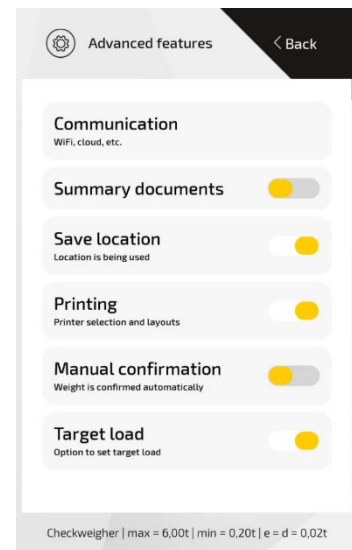 Advanced features
< Back
Communication
WiFi, cloud, etc.
Summary documents
Save location
Location is being used
Printing
Printer selection and layouts
Manual confirmation
Weight is confirmed automatically
Target load
Option to set target load
Checkweigher | max = 6,00t | min = 0,20t | e = d = 0,02t